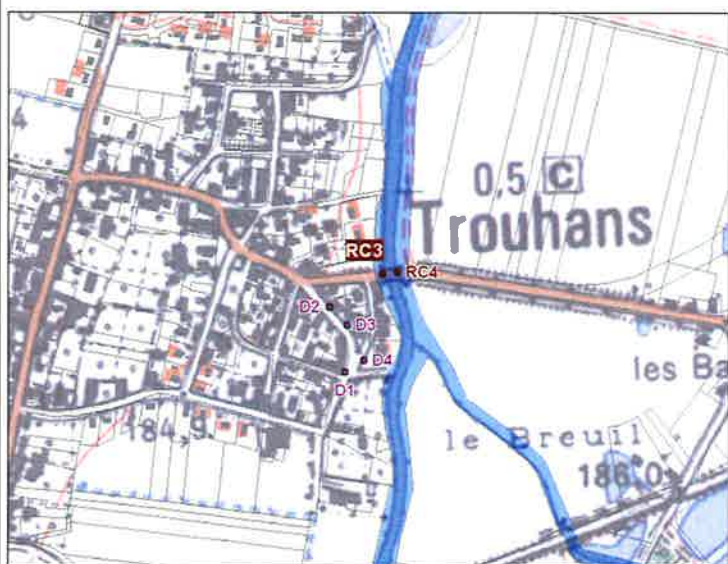 0,5 C
Trouhans
RC3
RC4
D2
D3
D4
D1
les Ba
184,9
le Breuil
186.0